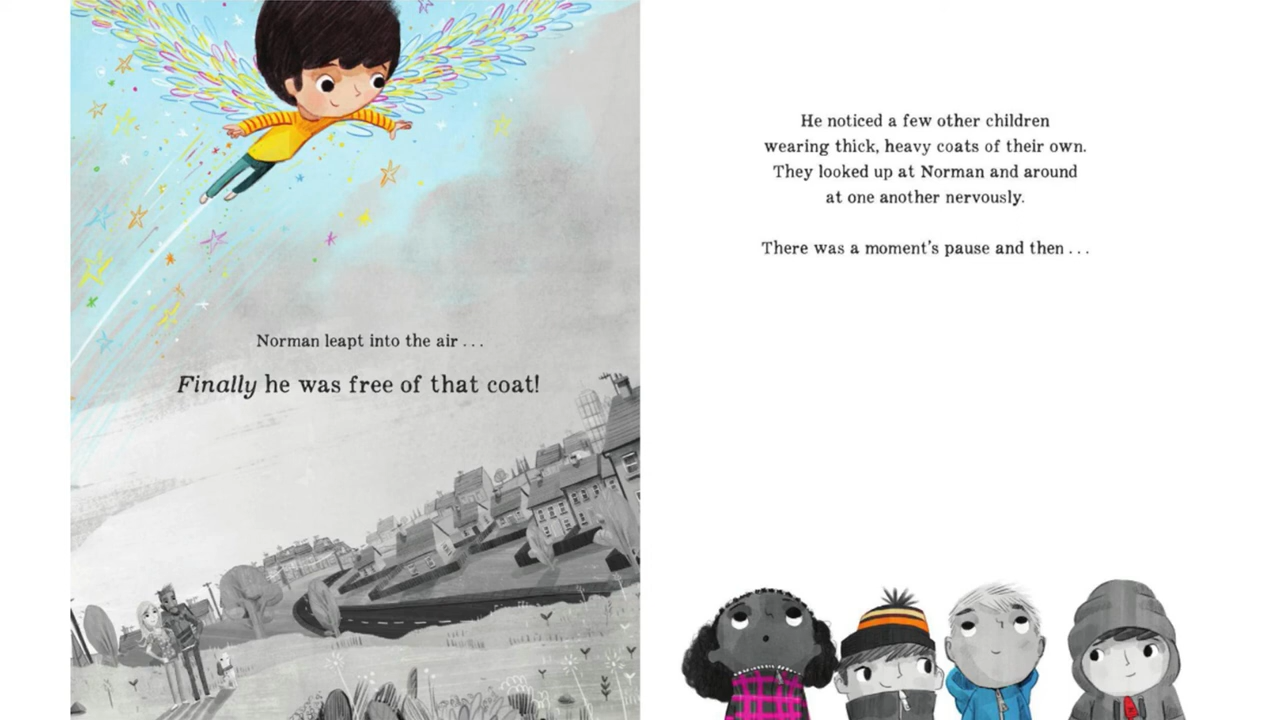 Norman leapt into the air . . .
Finally he was free of that coat!
He noticed a few other children
wearing thick, heavy coats of their own.
They looked up at Norman and around
at one another nervously.
There was a moment's pause and then . . .